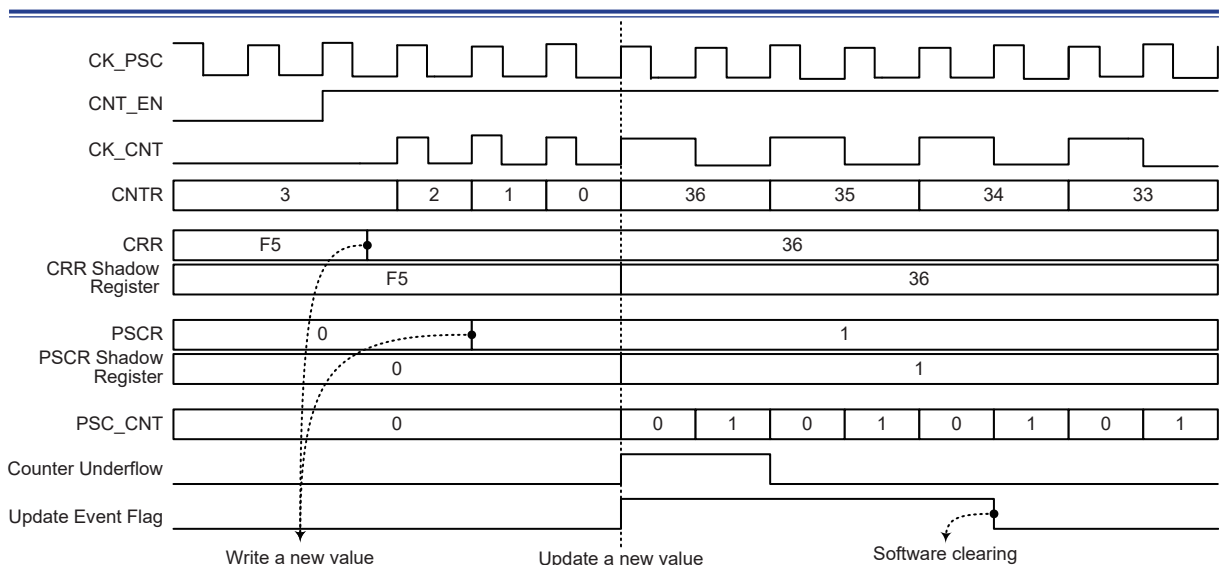 CK_PSC
CNT_EN
CK_CNT
CNTR 3 2 1 0 36 35 34 33
CRR F5 36
CRR Shadow
Register F5 36
PSCR 0 1
PSCR Shadow
Register 0 1
PSC_CNT 0 0 1 0 1 0 1 0 1
Counter Underflow
Update Event Flag
Write a new value Update a new value Software clearing